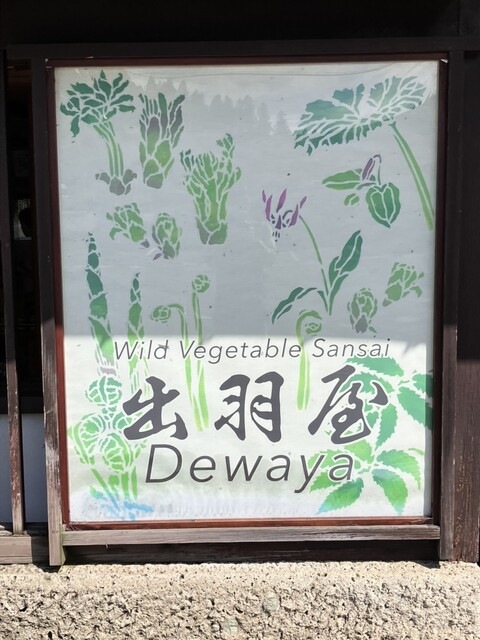 Wild Vegetable Sansai
出羽屋
Dewaya